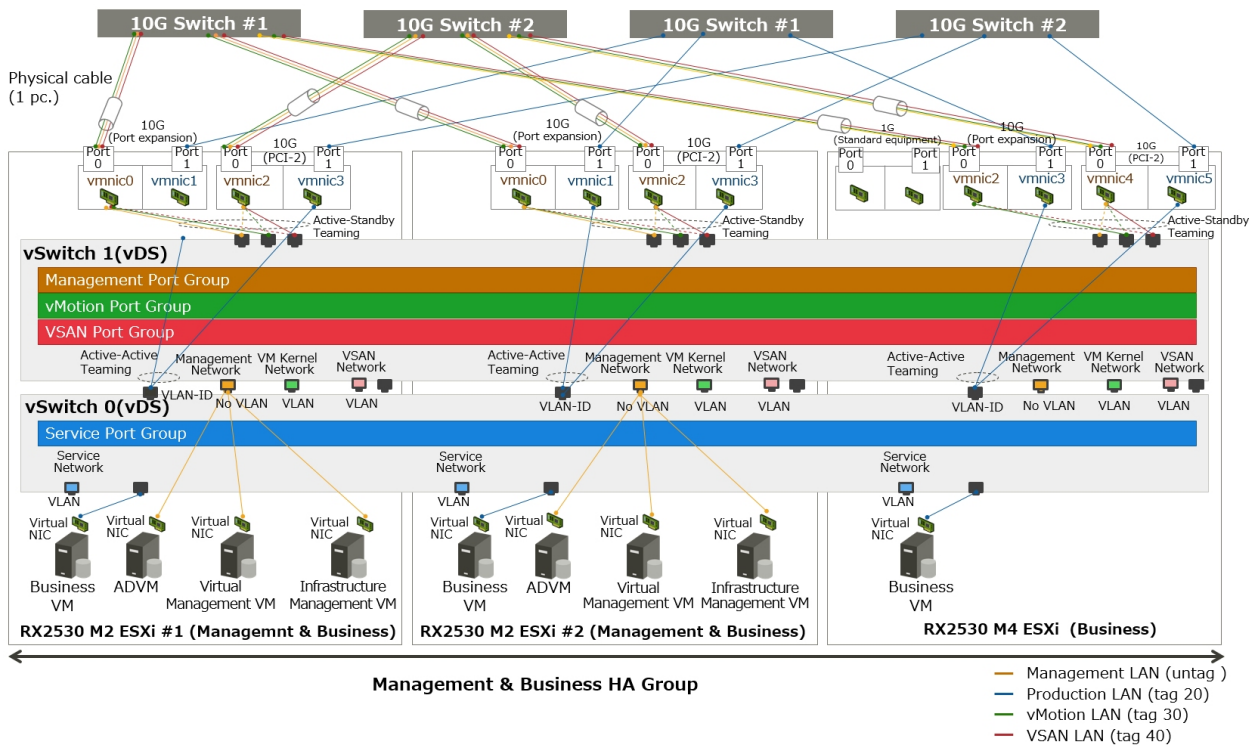 10G Switch #1
10G Switch #2
10G Switch #1
10G Switch #2
Physical cable
(1 pc.)
10G
(Port expansion)
Port
0
Port
1
Port
0
10G
(PCI-2)
Port
1
vmnic0
vmnic1
vmnic2
vmnic3
Active-Standby
Teaming
10G
(Port expansion)
Port
0
Port
1
Port
0
10G
(PCI-2)
Port
1
vmnic0
vmnic1
vmnic2
vmnic3
Active-Standby
Teaming
1G
(Standard equipment)
Port
0
Port
1
10G
(Port expansion)
Port
0
Port
1
Port
0
10G
(PCI-2)
Port
1
vmnic2
vmnic3
vmnic4
vmnic5
Active-Standby
Teaming
vSwitch 1(vDS)
Management Port Group
vMotion Port Group
VSAN Port Group
Active-Active
Teaming
Management
Network
VM Kernel
Network
VSAN
Network
VLAN-ID
No VLAN
VLAN
VLAN
Active-Active
Teaming
Management
Network
VM Kernel
Network
VSAN
Network
VLAN-ID
No VLAN
VLAN
VLAN
Active-Active
Teaming
Management
Network
VM Kernel
Network
VSAN
Network
VLAN-ID
No VLAN
VLAN
VLAN
vSwitch 0(vDS)
Service Port Group
Service
Network
VLAN
Service
Network
VLAN
Service
Network
VLAN
Virtual
NIC
Virtual
NIC
Virtual
NIC
Virtual
NIC
Business
VM
ADVM
Virtual
Management VM
Infrastructure
Management VM
RX2530 M2 ESXi #1 (Managemnt & Business)
Virtual
NIC
Virtual
NIC
Virtual
NIC
Virtual
NIC
Business
VM
ADVM
Virtual
Management VM
Infrastructure
Management VM
RX2530 M2 ESXi #2 (Management & Business)
Virtual
NIC
Business
VM
RX2530 M4 ESXi (Business)
Management & Business HA Group
Management LAN (untag )
Production LAN (tag 20)
vMotion LAN (tag 30)
VSAN LAN (tag 40)